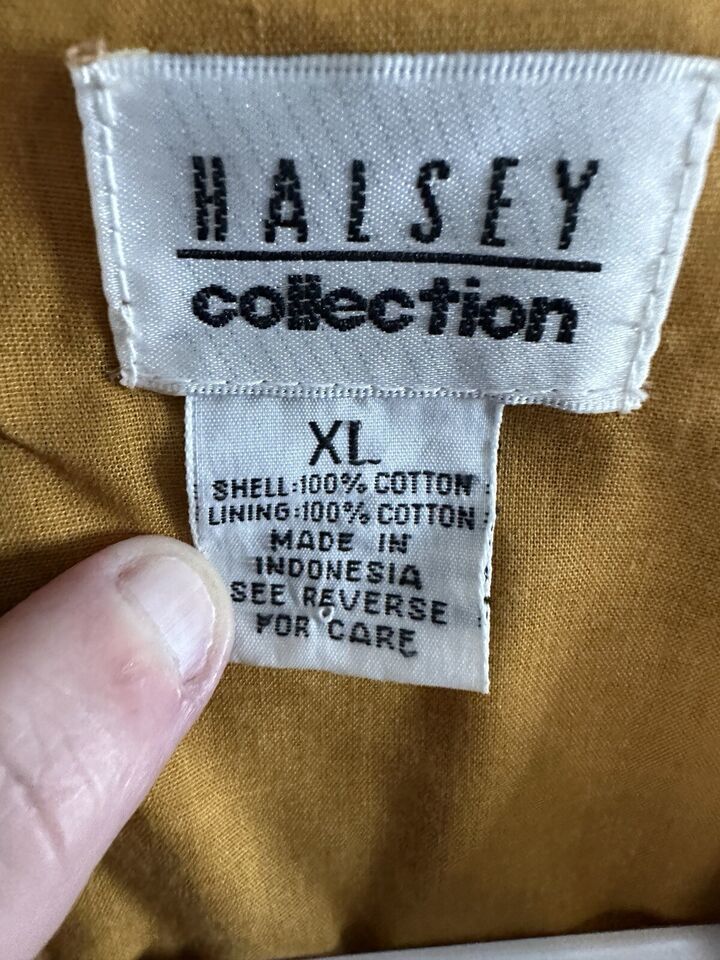 HALSEY
collection
XL
SHELL:100% COTTON
LINING:100% COTTON
MADE IN
INDONESIA
SEE REVERSE
FOR CARE